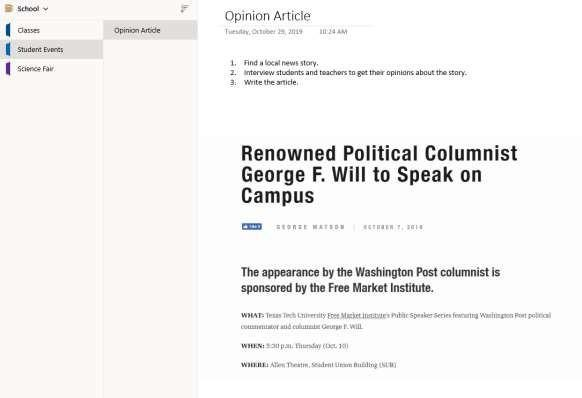 School
Classes
Student Events
Science Fair
Opinion Article
Opinion Article
Tuesday, October 29, 2019 10:24 AM
1. Find a local news story.
2. Interview students and teachers to get their opinions about the story.
3. Write the article.
Renowned Political Columnist
George F. Will to Speak on
Campus
GEORGE WATSON | OCTOBER 7, 2019
The appearance by the Washington Post columnist is
sponsored by the Free Market Institute.
WHAT: Texas Tech University Free Market Institute's Public Speaker Series featuring Washington Post political
commentator and columnist George F. Will.
WHEN: 5:30 p.m. Thursday (Oct. 10)
WHERE: Allen Theatre, Student Union Building (SUB)